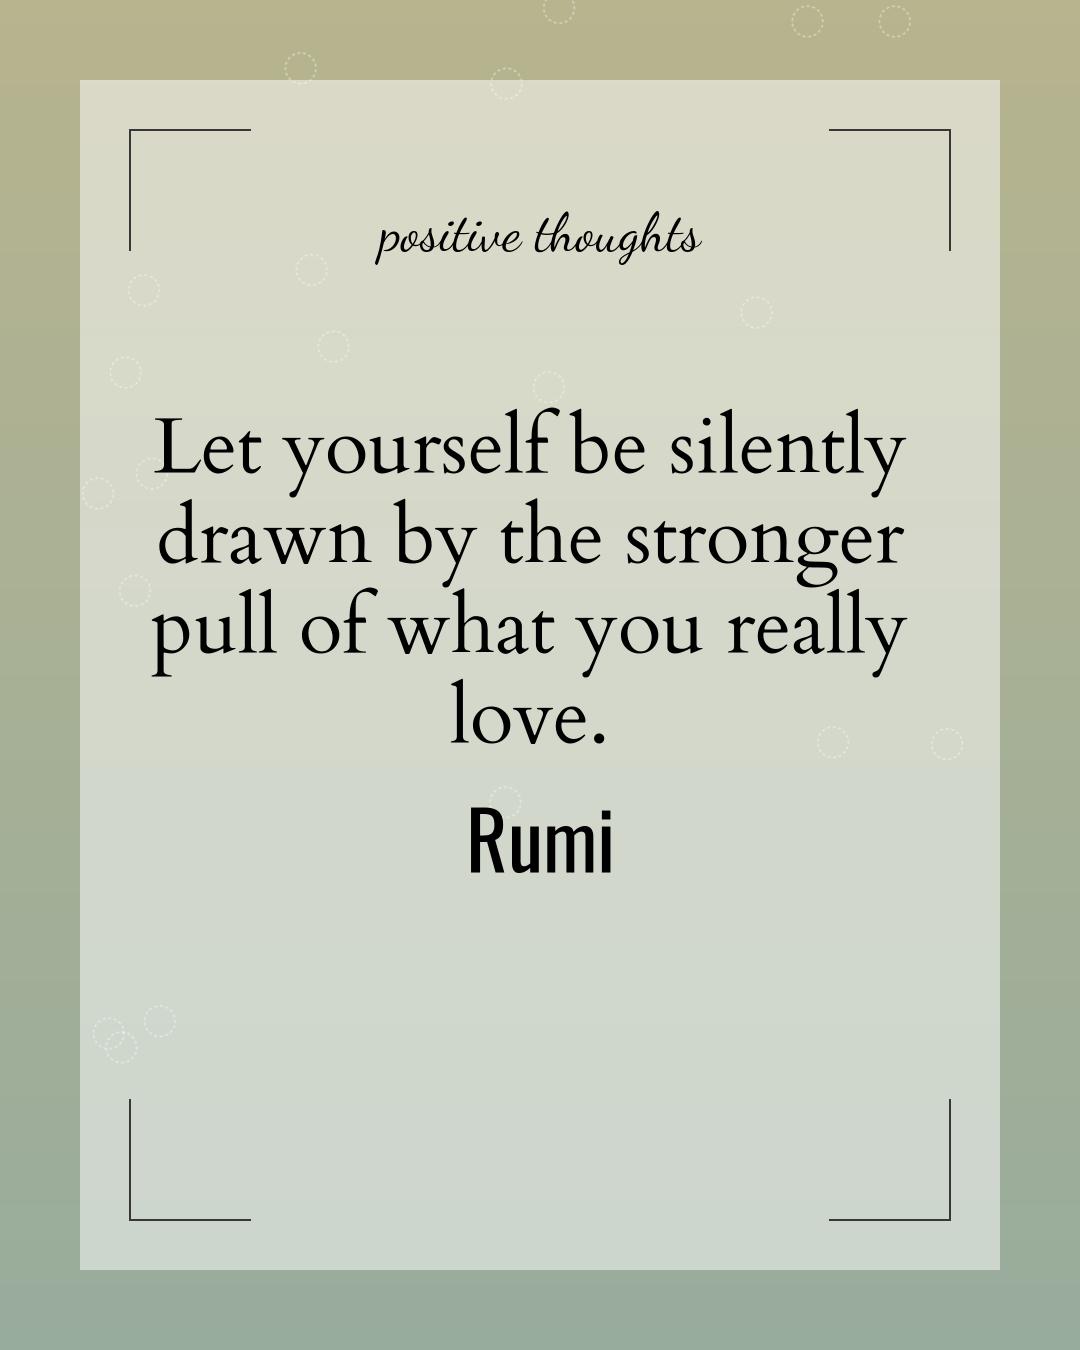 positive thoughts
Let yourself be silently
drawn by the stronger
pull of what you really
love.
Rumi